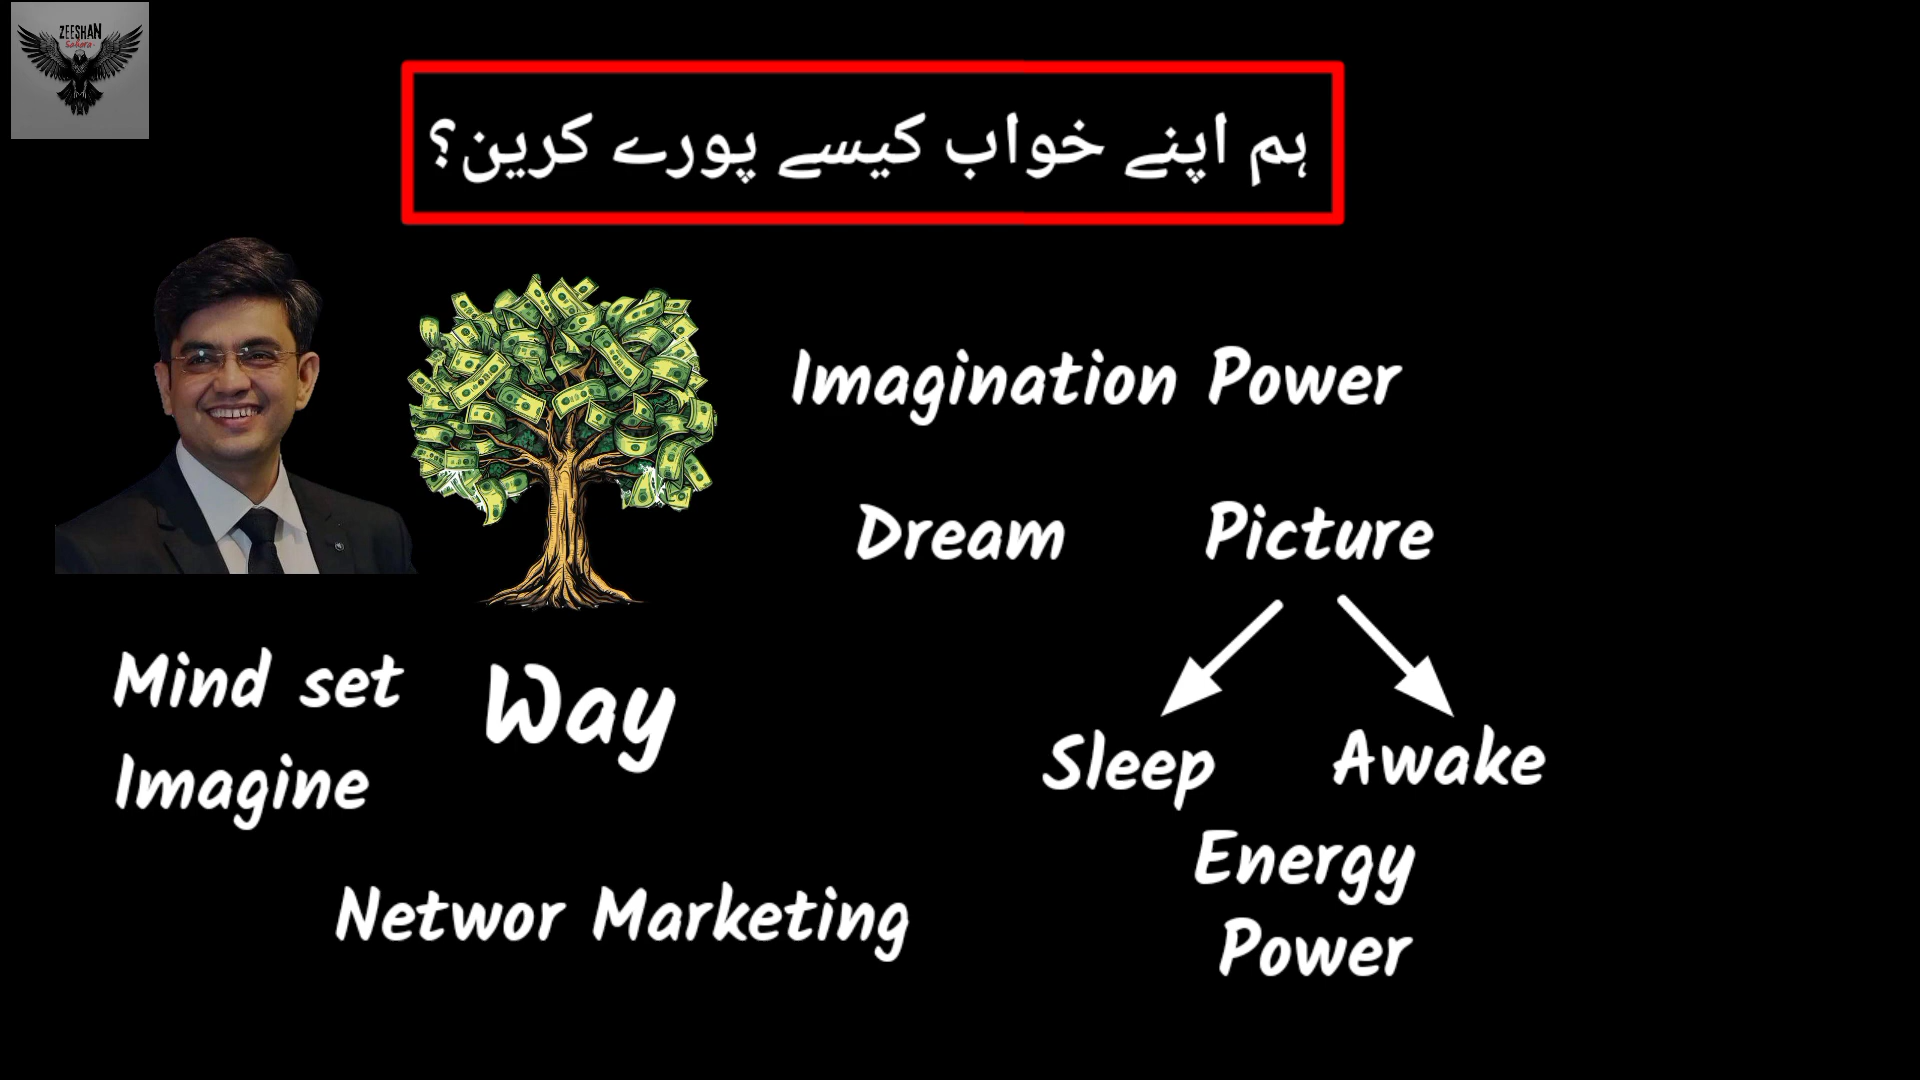 ZEESHAN
ہم اپنے خواب کیسے پورے کرین؟
Imagination Power
Dream Picture
Mind set
Way
Imagine
Sleep Awake
Energy
Power
Networ Marketing